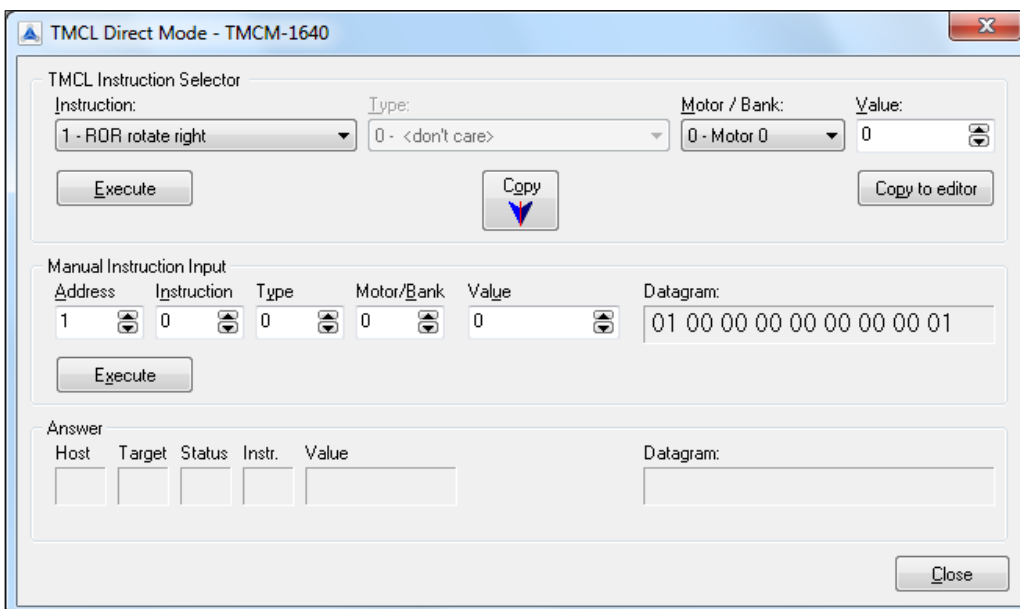 TMCL Direct Mode - TMCM-1640
x
TMCL Instruction Selector
Instruction: Type: Motor / Bank: Value:
1 - ROR rotate right 0 - <don't care> 0 - Motor 0 0
Execute Copy Copy to editor
Manual Instruction Input
Address Instruction Type Motor/Bank Value Datagram:
1 0 0 0 0 01 00 00 00 00 00 00 00 01
Execute
Answer
Host Target Status Instr. Value Datagram:
Close